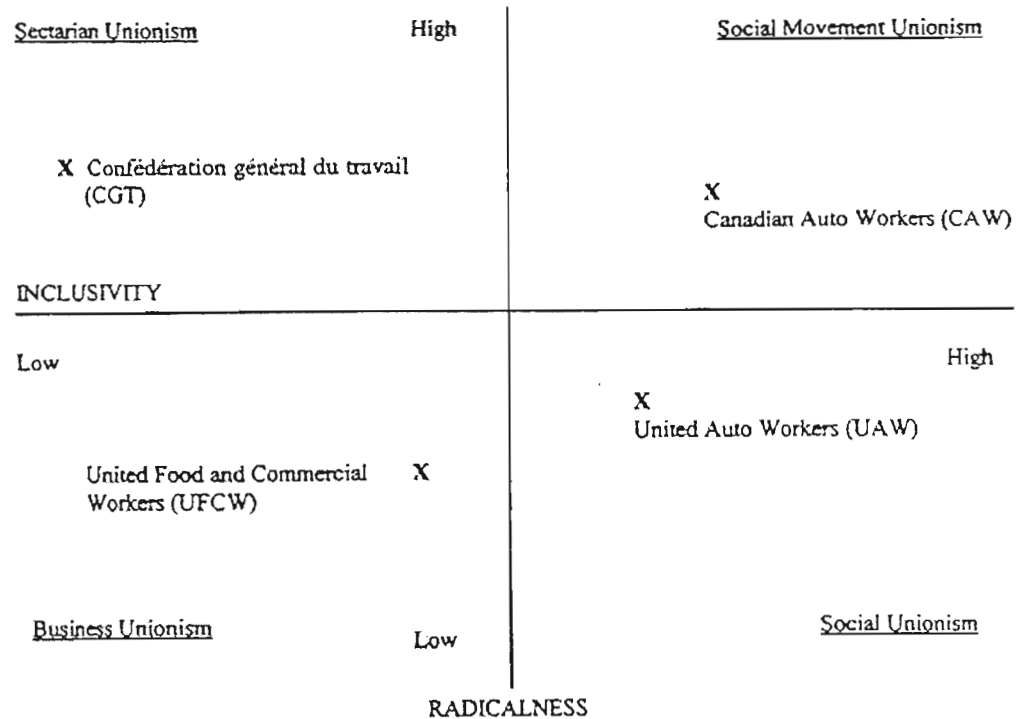 Sectarian Unionism
High
Social Movement Unionism
X Confédération général du travail
(CGT)
X
Canadian Auto Workers (CAW)
INCLUSIVITY
Low
High
X
United Auto Workers (UAW)
United Food and Commercial X
Workers (UFCW)
Business Unionism
Low
Social Unionism
RADICALNESS